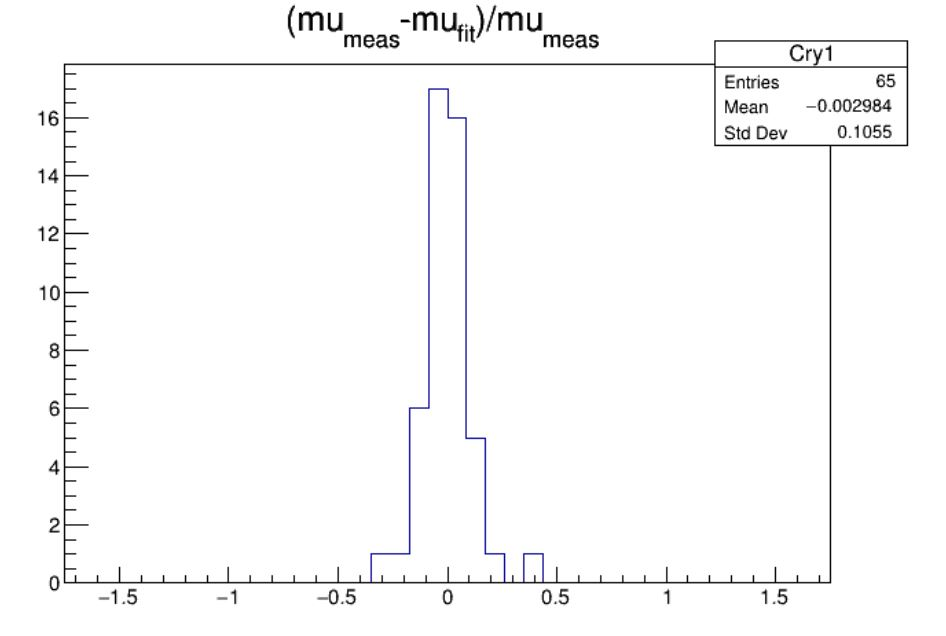 (mu_meas-mu_fit)/mu_meas
Cry1
Entries 65
Mean −0.002984
Std Dev 0.1055
16
14
12
10
8
6
4
2
0
−1.5 −1 −0.5 0 0.5 1 1.5